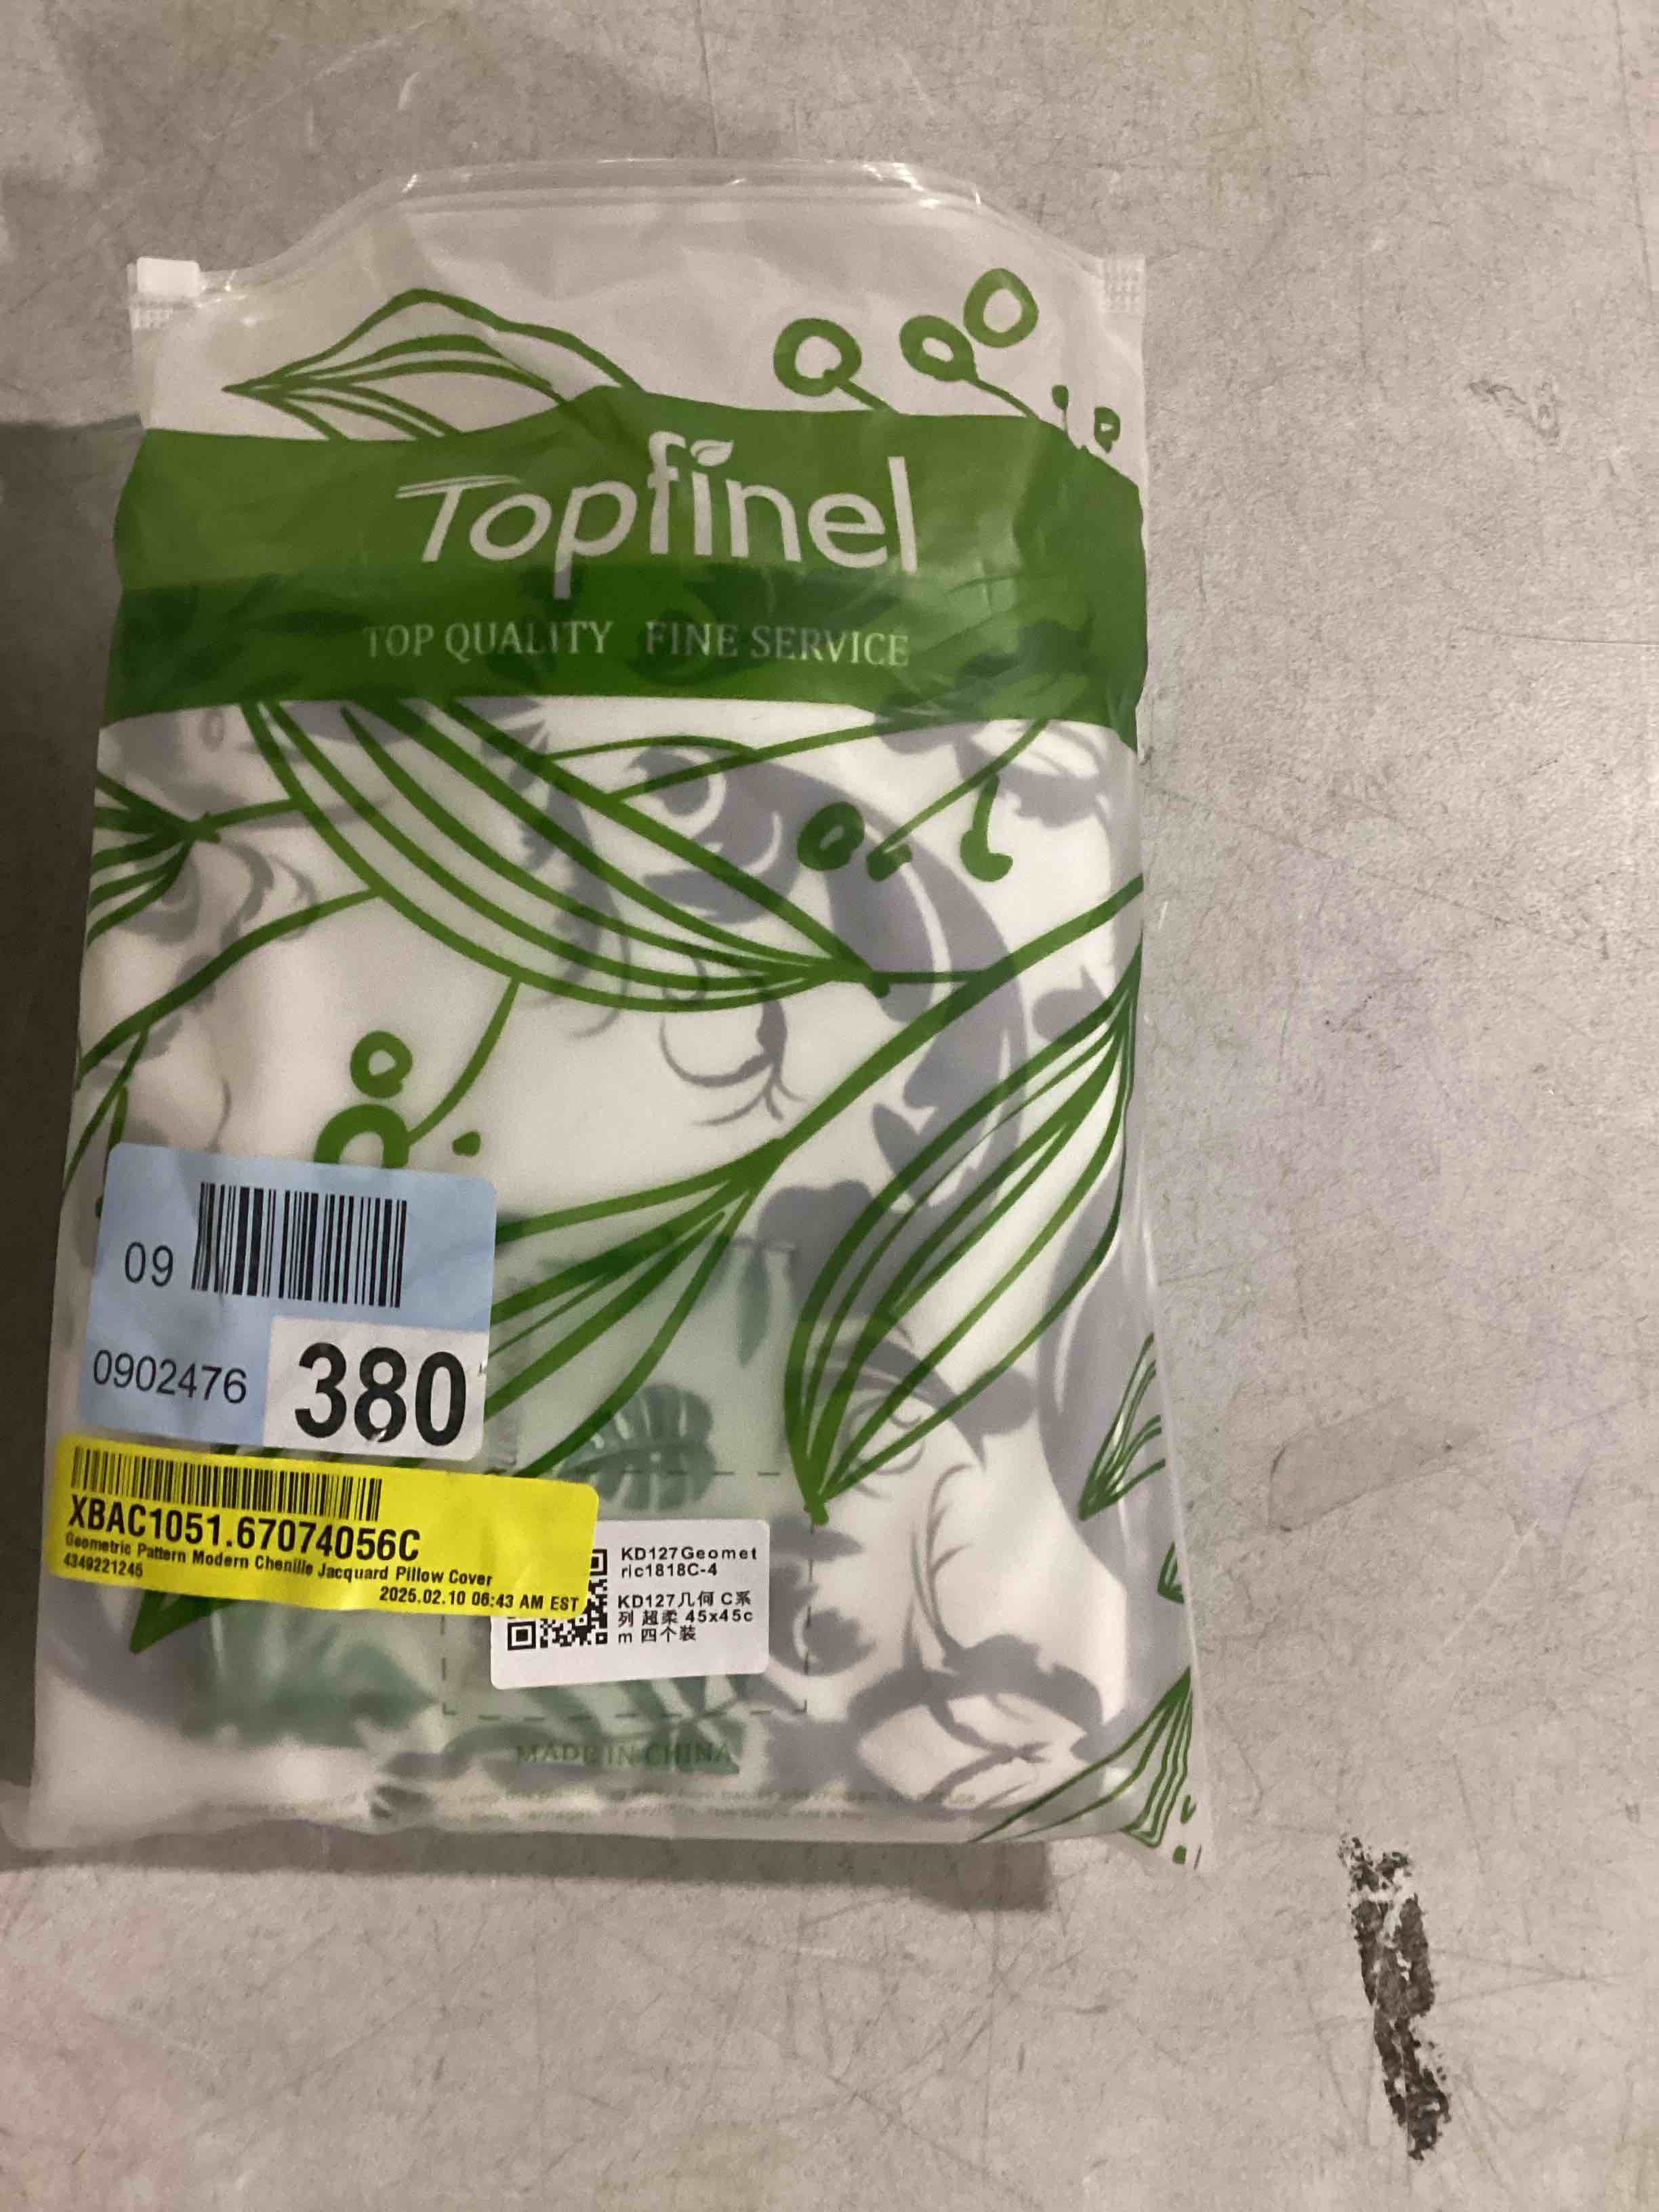 Topfinel
TOP QUALITY FINE SERVICE
09
0902476
380
XBAC1051.67074056C
Geometric Pattern Modern Chenille Jacquard Pillow Cover
4349221245
2025.02.10 06:43 AM EST
KD127Geomet
ric1818C-4
KD127几何 C系
列 超柔 45x45c
m 四个装
MADE IN CHINA